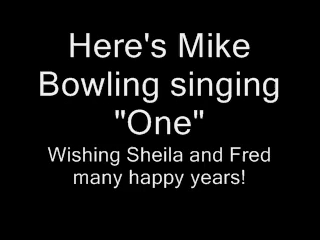 Here's Mike
Bowling singing
"One"
Wishing Sheila and Fred
many happy years!